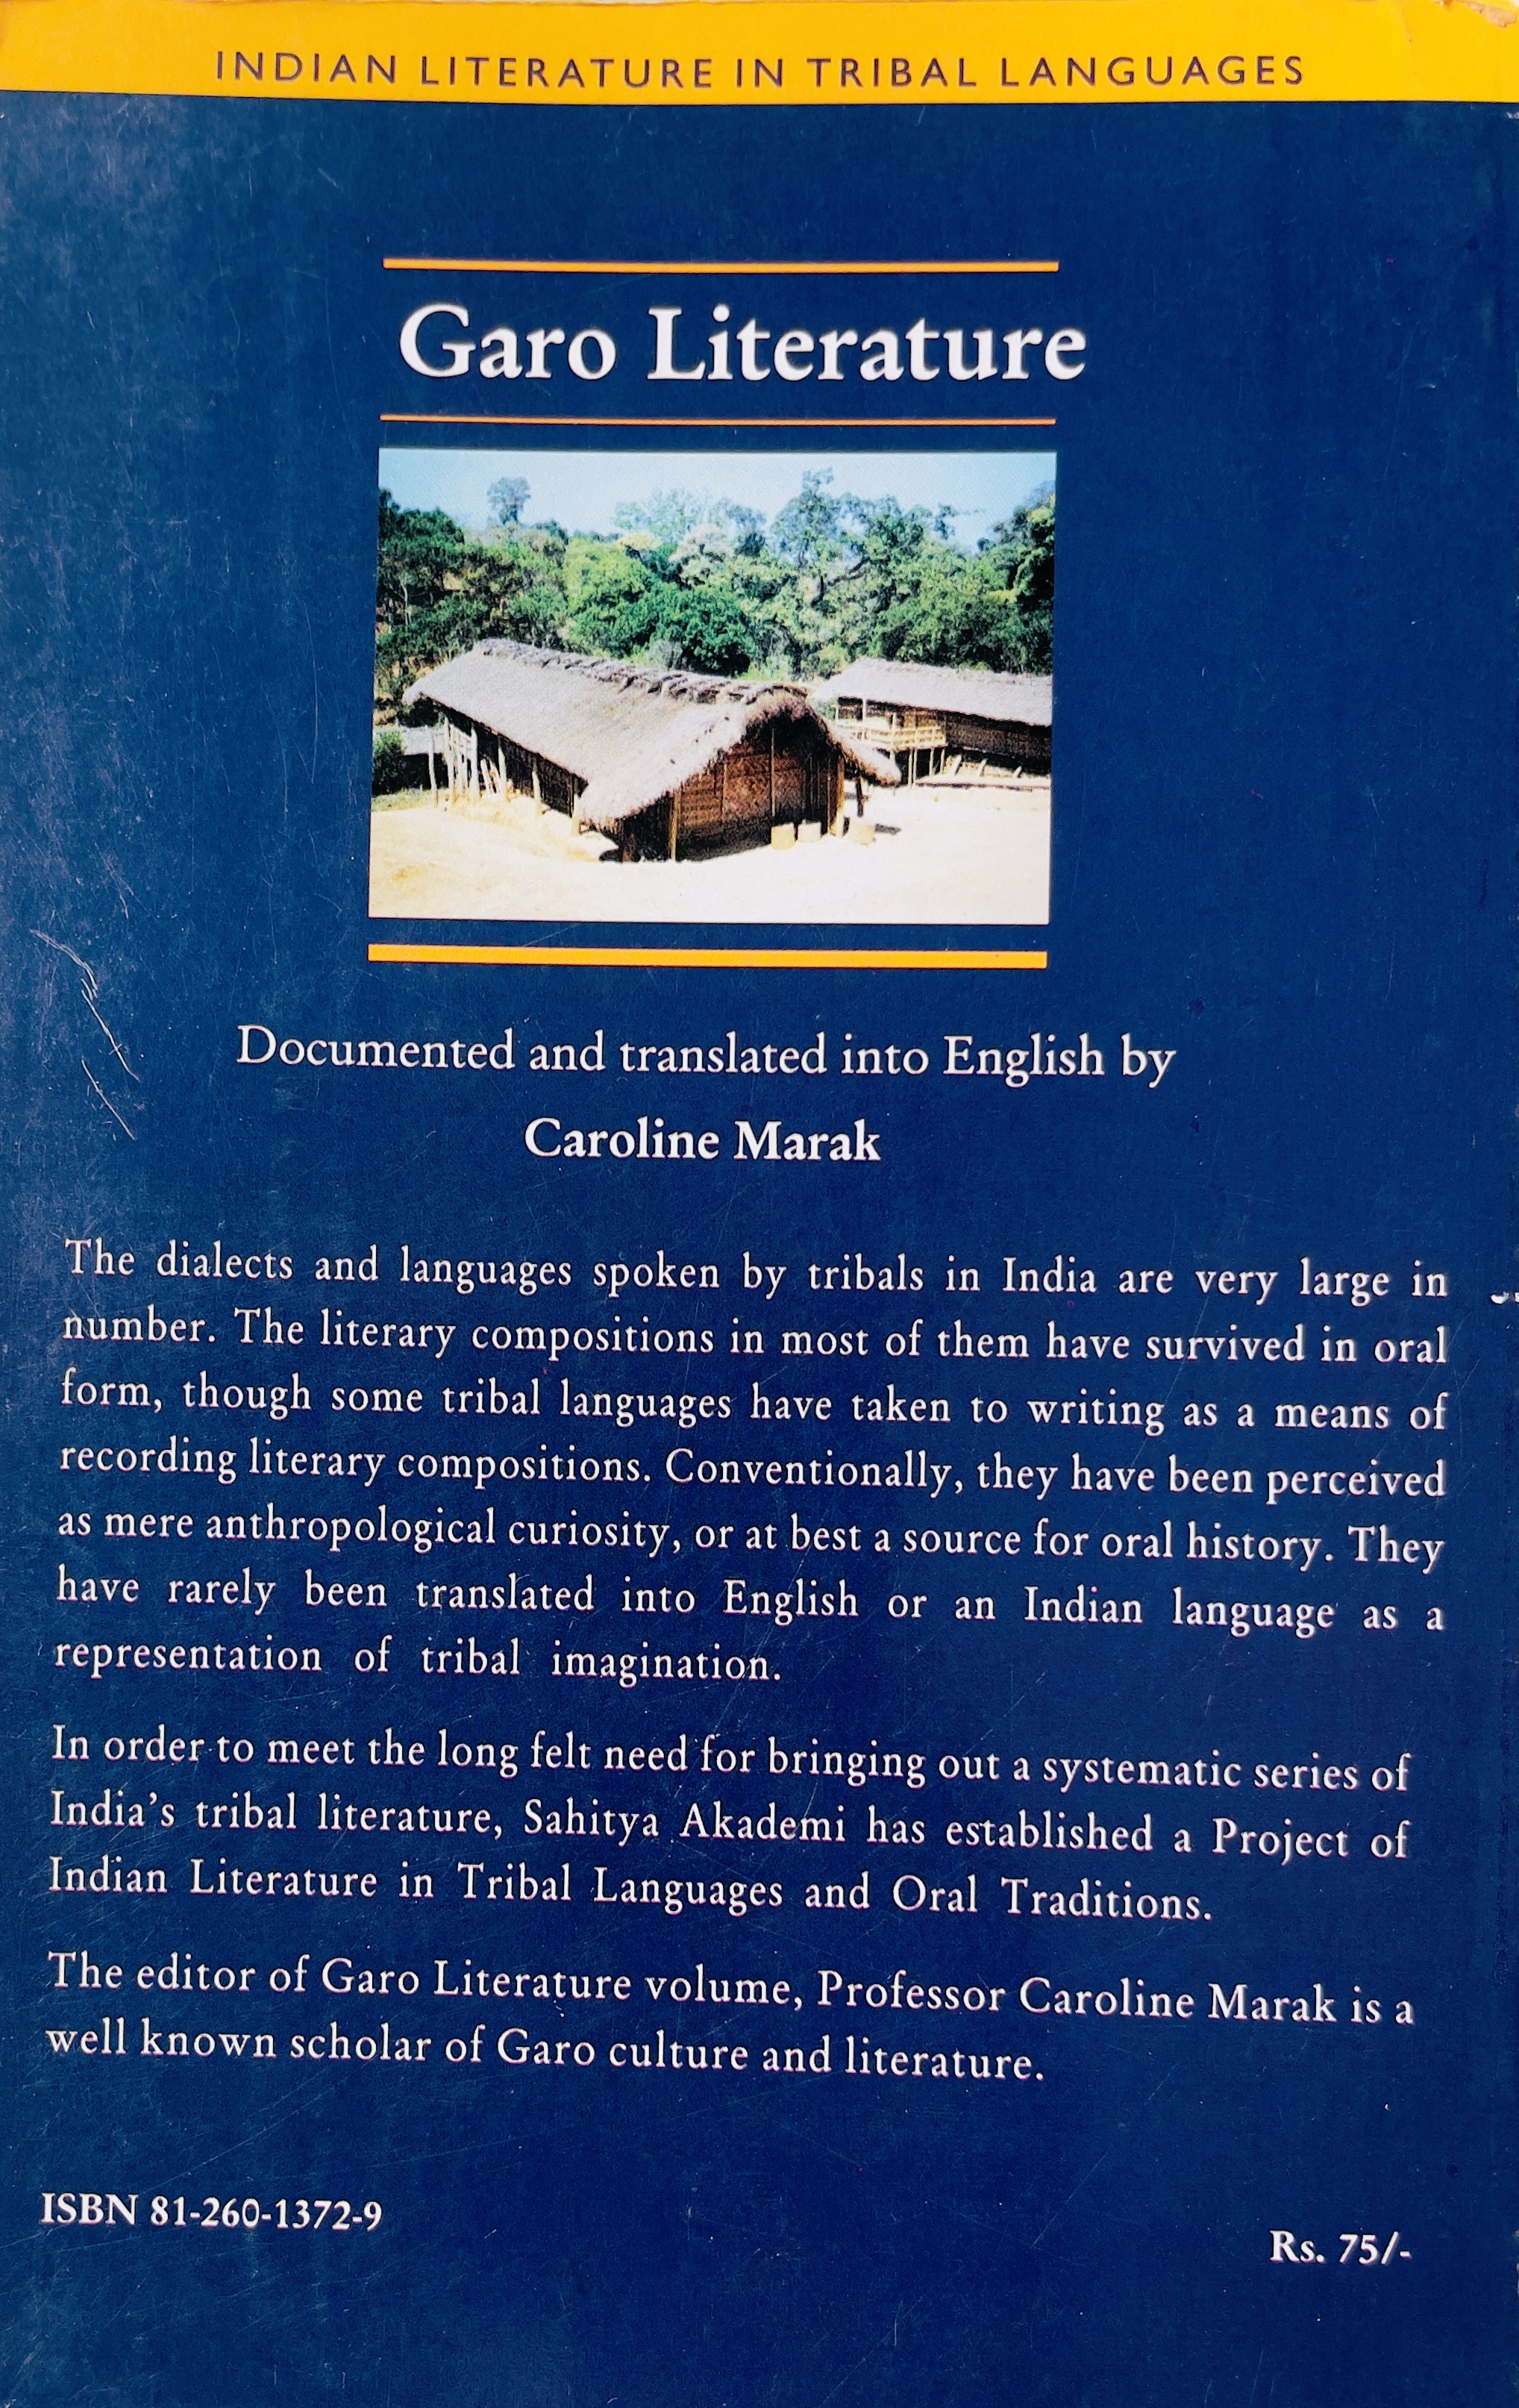 INDIAN LITERATURE IN TRIBAL LANGUAGES
Garo Literature
Documented and translated into English by
Caroline Marak
The dialects and languages spoken by tribals in India are very large in
number. The literary compositions in most of them have survived in oral
form, though some tribal languages have taken to writing as a means of
recording literary compositions. Conventionally, they have been perceived
as mere anthropological curiosity, or at best a source for oral history. They
have rarely been translated into English or an Indian language as a
representation of tribal imagination.
In order to meet the long felt need for bringing out a systematic series of
India's tribal literature, Sahitya Akademi has established a Project of
Indian Literature in Tribal Languages and Oral Traditions.
The editor of Garo Literature volume, Professor Caroline Marak is a
well known scholar of Garo culture and literature.
ISBN 81-260-1372-9
Rs. 75/-